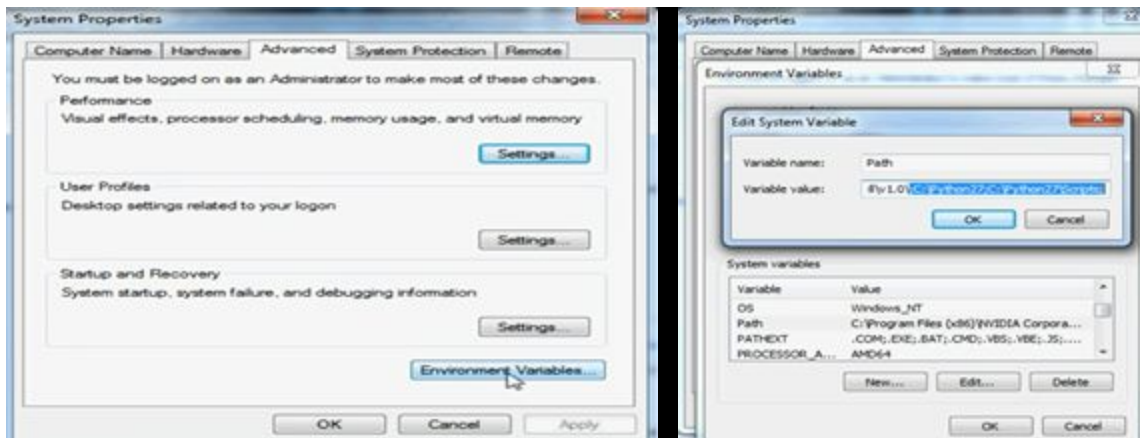 System Properties
Computer Name Hardware Advanced System Protection Remote
You must be logged on as an Administrator to make most of these changes.
Performance
Visual effects, processor scheduling, memory usage, and virtual memory
Settings...
User Profiles
Desktop settings related to your logon
Settings...
Startup and Recovery
System startup, system failure, and debugging information
Settings...
Environment Variables...
OK Cancel Apply
System Properties
Computer Name Hardware Advanced System Protection Remote
Environment Variables
Edit System Variable
Variable name: Path
Variable value: \v1.0\;C:\Python27;C:\Python27\Scripts;
OK Cancel
System variables
Variable Value
OS Windows_NT
Path C:\Program Files (x86)\NVIDIA Corpora...
PATHEXT .COM;.EXE;.BAT;.CMD;.VBS;.VBE;.JS;....
PROCESSOR_A... AMD64
New... Edit... Delete
OK Cancel